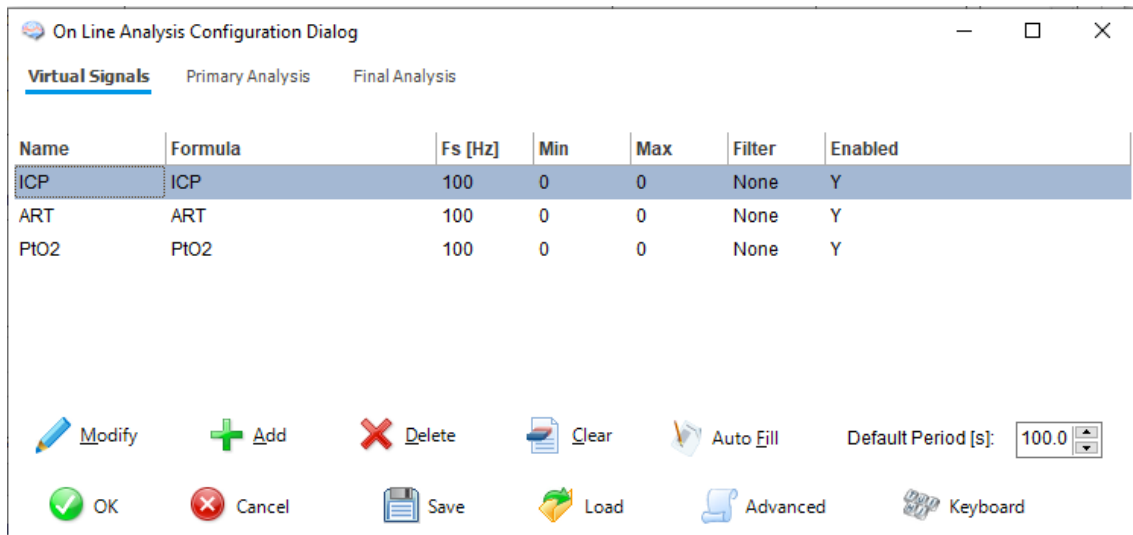 On Line Analysis Configuration Dialog
Virtual Signals Primary Analysis Final Analysis
Name Formula Fs [Hz] Min Max Filter Enabled
ICP ICP 100 0 0 None Y
ART ART 100 0 0 None Y
PtO2 PtO2 100 0 0 None Y
Modify Add Delete Clear Auto Fill Default Period [s]: 100.0
OK Cancel Save Load Advanced Keyboard